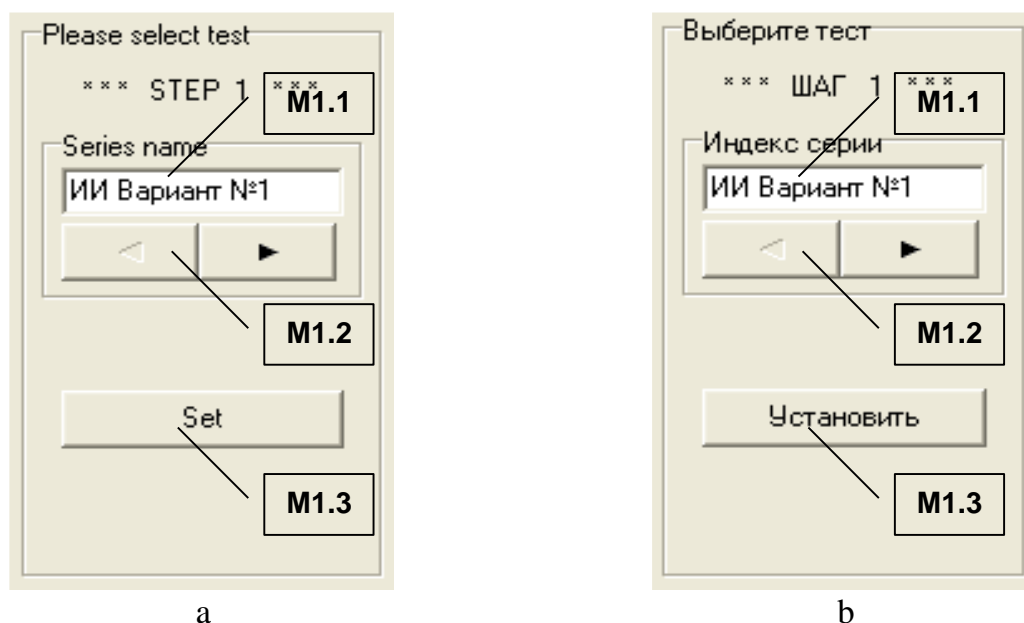 Please select test
*** STEP 1 ***
M1.1
Series name
ИИ Вариант №1
M1.2
Set
M1.3
a
Выберите тест
*** ШАГ 1 ***
M1.1
Индекс серии
ИИ Вариант №1
M1.2
Установить
M1.3
b